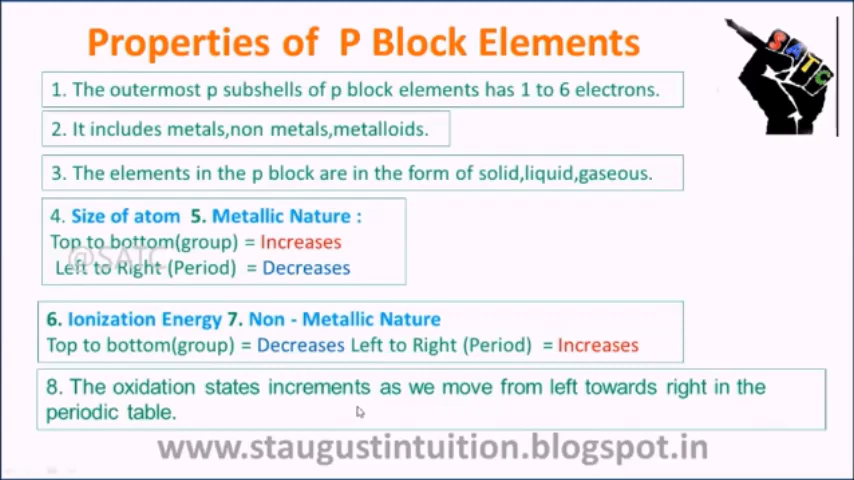 Properties of P Block Elements
SATC
1. The outermost p subshells of p block elements has 1 to 6 electrons.
2. It includes metals,non metals,metalloids.
3. The elements in the p block are in the form of solid,liquid,gaseous.
4. Size of atom 5. Metallic Nature :
Top to bottom(group) = Increases
@SATC
Left to Right (Period) = Decreases
6. Ionization Energy 7. Non - Metallic Nature
Top to bottom(group) = Decreases Left to Right (Period) = Increases
8. The oxidation states increments as we move from left towards right in the
periodic table.
www.staugustintuition.blogspot.in